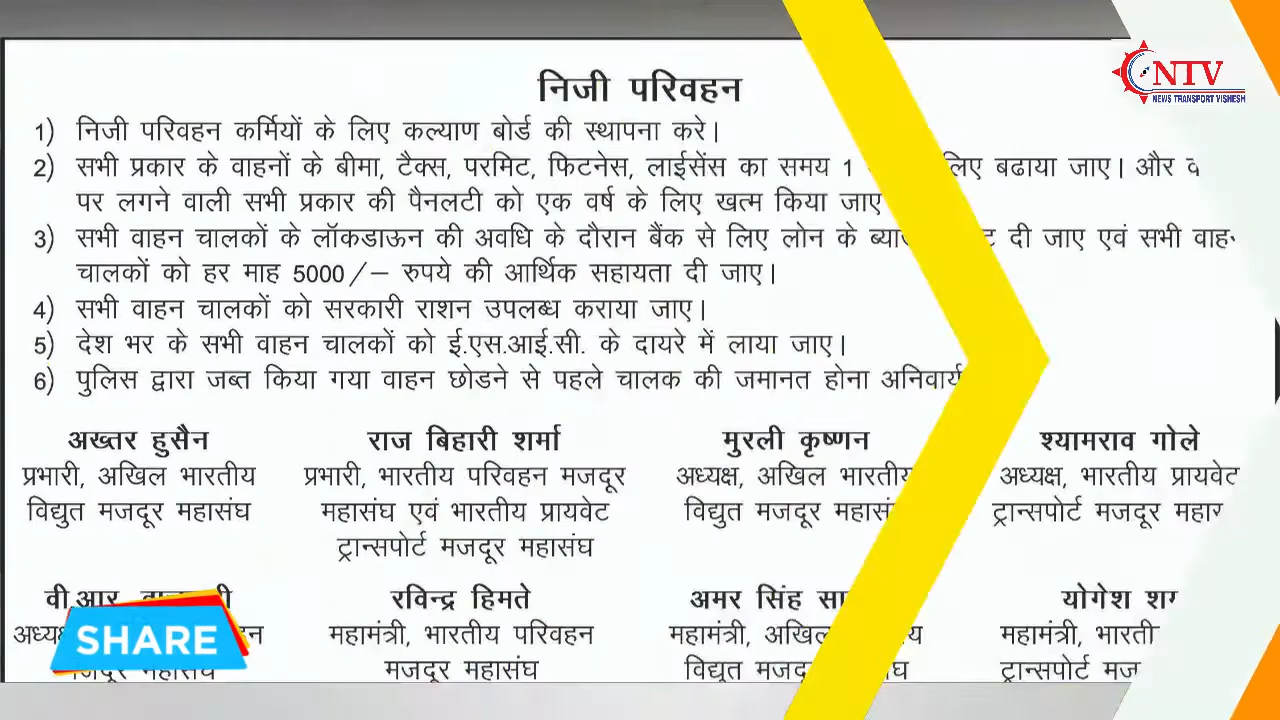 NTV
NEWS TRANSPORT VISHESH
निजी परिवहन
1) निजी परिवहन कर्मियों के लिए कल्याण बोर्ड की स्थापना करे।
2) सभी प्रकार के वाहनों के बीमा, टैक्स, परमिट, फिटनेस, लाईसेंस का समय 1 लिए बढाया जाए। और
पर लगने वाली सभी प्रकार की पैनलटी को एक वर्ष के लिए खत्म किया जाए
3) सभी वाहन चालकों के लॉकडाऊन की अवधि के दौरान बैंक से लिए लोन के दी जाए एवं सभी
चालकों को हर माह 5000/– रुपये की आर्थिक सहायता दी जाए।
4) सभी वाहन चालकों को सरकारी राशन उपलब्ध कराया जाए।
5) देश भर के सभी वाहन चालकों को ई.एस.आई.सी. के दायरे में लाया जाए।
6) पुलिस द्वारा जब्त किया गया वाहन छोडने से पहले चालक की जमानत होना अनिवार्य
अख्तर हुसैन राज बिहारी शर्मा मुरली कृष्णन श्यामराव गोले
प्रभारी, अखिल भारतीय प्रभारी, भारतीय परिवहन मजदूर अध्यक्ष, अखिल भारतीय अध्यक्ष, भारतीय प्रायवेट
विद्युत मजदूर महासंघ महासंघ एवं भारतीय प्रायवेट विद्युत मजदूर ट्रान्सपोर्ट मजदूर
ट्रान्सपोर्ट मजदूर महासंघ
रविन्द्र हिमते अमर सिंह योगेश
महामंत्री, भारतीय परिवहन महामंत्री, अखिल महामंत्री,
मजदूर महासंघ मजदूर महासंघ विद्युत ट्रान्सपोर्ट
SHARE